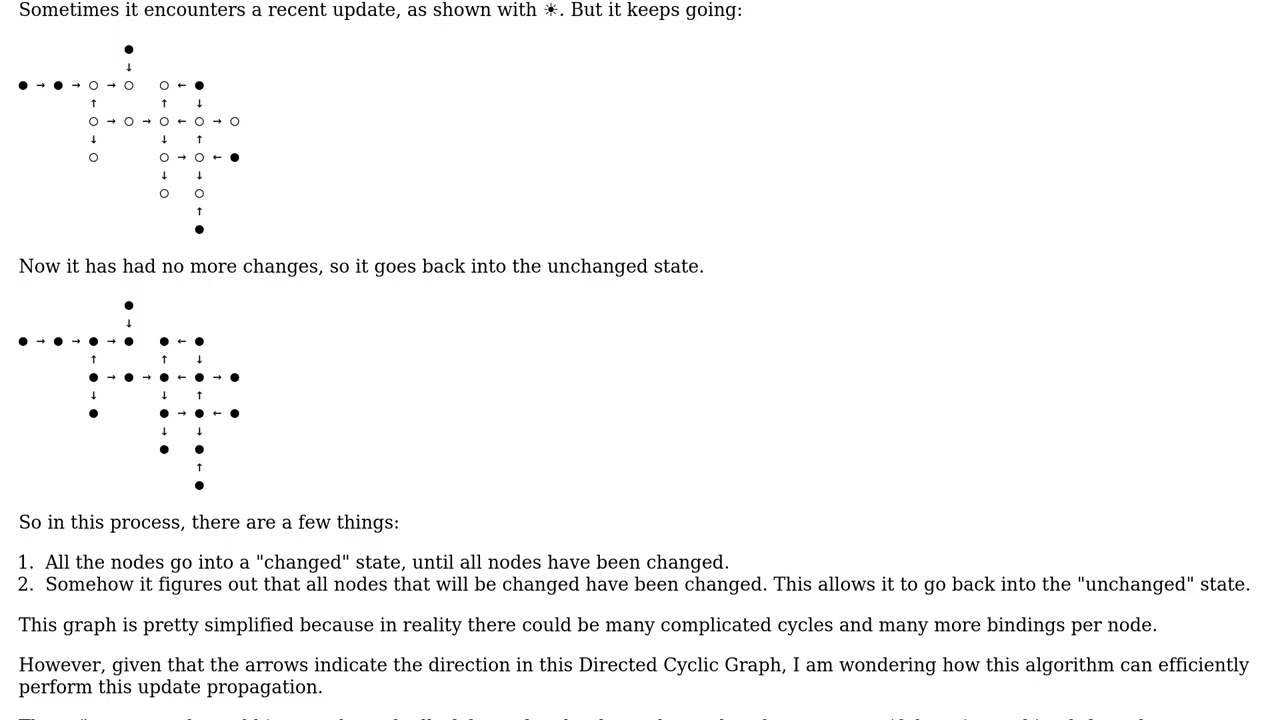 Sometimes it encounters a recent update, as shown with ☀. But it keeps going:
●
↓
● → ● → ○ → ○   ○ ← ●
↑       ↑   ↓
○ → ○ → ○ ← ○ → ○
↓       ↓   ↑
○       ○ → ○ ← ●
↓   ↓
○   ○
↑
●
Now it has had no more changes, so it goes back into the unchanged state.
●
↓
● → ● → ● → ●   ● ← ●
↑       ↑   ↓
● → ● → ● ← ● → ●
↓       ↓   ↑
●       ● → ● ← ●
↓   ↓
●   ●
↑
●
So in this process, there are a few things:
1. All the nodes go into a "changed" state, until all nodes have been changed.
2. Somehow it figures out that all nodes that will be changed have been changed. This allows it to go back into the "unchanged" state.
This graph is pretty simplified because in reality there could be many complicated cycles and many more bindings per node.
However, given that the arrows indicate the direction in this Directed Cyclic Graph, I am wondering how this algorithm can efficiently
perform this update propagation.